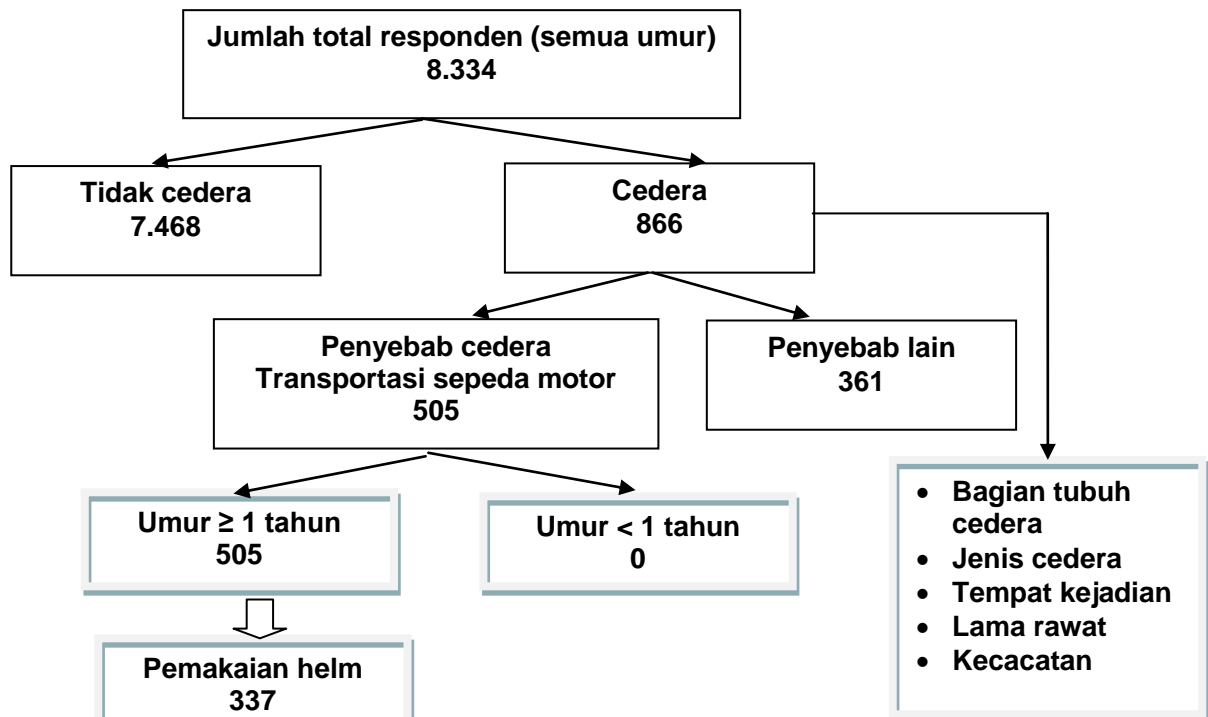 Jumlah total responden (semua umur)
8.334
Tidak cedera
7.468
Cedera
866
Penyebab cedera
Transportasi sepeda motor
505
Penyebab lain
361
Umur ≥ 1 tahun
505
Umur < 1 tahun
0
• Bagian tubuh
cedera
• Jenis cedera
• Tempat kejadian
• Lama rawat
• Kecacatan
Pemakaian helm
337